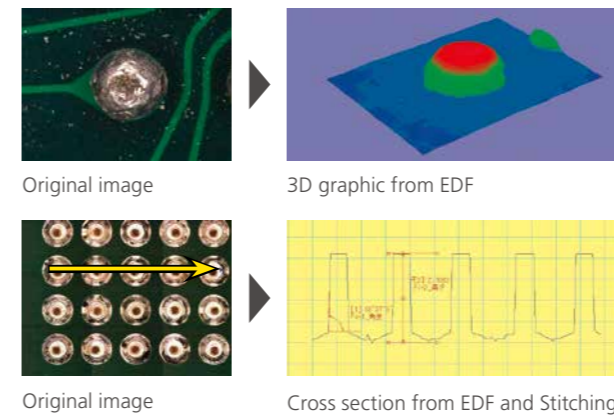 Original image
3D graphic from EDF
Original image
Cross section from EDF and Stitching